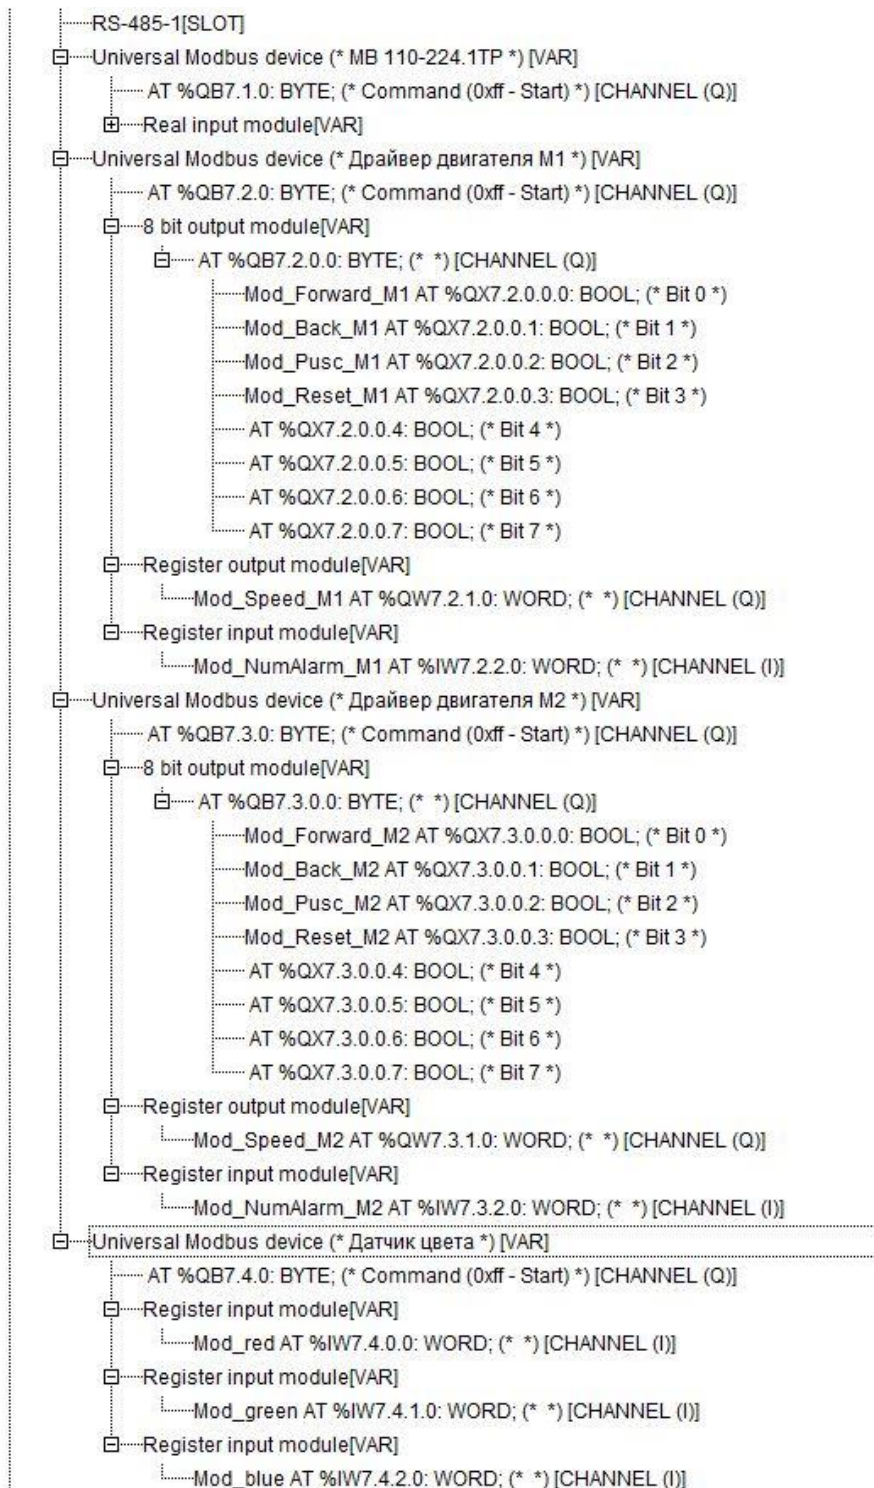 RS-485-1[SLOT]
Universal Modbus device (* МВ 110-224.1ТР *) [VAR]
AT %QB7.1.0: BYTE; (* Command (0xff - Start) *) [CHANNEL (Q)]
Real input module[VAR]
Universal Modbus device (* Драйвер двигателя М1 *) [VAR]
AT %QB7.2.0: BYTE; (* Command (0xff - Start) *) [CHANNEL (Q)]
8 bit output module[VAR]
AT %QB7.2.0.0: BYTE; (* *) [CHANNEL (Q)]
Mod_Forward_M1 AT %QX7.2.0.0.0: BOOL; (* Bit 0 *)
Mod_Back_M1 AT %QX7.2.0.0.1: BOOL; (* Bit 1 *)
Mod_Pusc_M1 AT %QX7.2.0.0.2: BOOL; (* Bit 2 *)
Mod_Reset_M1 AT %QX7.2.0.0.3: BOOL; (* Bit 3 *)
AT %QX7.2.0.0.4: BOOL; (* Bit 4 *)
AT %QX7.2.0.0.5: BOOL; (* Bit 5 *)
AT %QX7.2.0.0.6: BOOL; (* Bit 6 *)
AT %QX7.2.0.0.7: BOOL; (* Bit 7 *)
Register output module[VAR]
Mod_Speed_M1 AT %QW7.2.1.0: WORD; (* *) [CHANNEL (Q)]
Register input module[VAR]
Mod_NumAlarm_M1 AT %IW7.2.2.0: WORD; (* *) [CHANNEL (I)]
Universal Modbus device (* Драйвер двигателя М2 *) [VAR]
AT %QB7.3.0: BYTE; (* Command (0xff - Start) *) [CHANNEL (Q)]
8 bit output module[VAR]
AT %QB7.3.0.0: BYTE; (* *) [CHANNEL (Q)]
Mod_Forward_M2 AT %QX7.3.0.0.0: BOOL; (* Bit 0 *)
Mod_Back_M2 AT %QX7.3.0.0.1: BOOL; (* Bit 1 *)
Mod_Pusc_M2 AT %QX7.3.0.0.2: BOOL; (* Bit 2 *)
Mod_Reset_M2 AT %QX7.3.0.0.3: BOOL; (* Bit 3 *)
AT %QX7.3.0.0.4: BOOL; (* Bit 4 *)
AT %QX7.3.0.0.5: BOOL; (* Bit 5 *)
AT %QX7.3.0.0.6: BOOL; (* Bit 6 *)
AT %QX7.3.0.0.7: BOOL; (* Bit 7 *)
Register output module[VAR]
Mod_Speed_M2 AT %QW7.3.1.0: WORD; (* *) [CHANNEL (Q)]
Register input module[VAR]
Mod_NumAlarm_M2 AT %IW7.3.2.0: WORD; (* *) [CHANNEL (I)]
Universal Modbus device (* Датчик цвета *) [VAR]
AT %QB7.4.0: BYTE; (* Command (0xff - Start) *) [CHANNEL (Q)]
Register input module[VAR]
Mod_red AT %IW7.4.0.0: WORD; (* *) [CHANNEL (I)]
Register input module[VAR]
Mod_green AT %IW7.4.1.0: WORD; (* *) [CHANNEL (I)]
Register input module[VAR]
Mod_blue AT %IW7.4.2.0: WORD; (* *) [CHANNEL (I)]